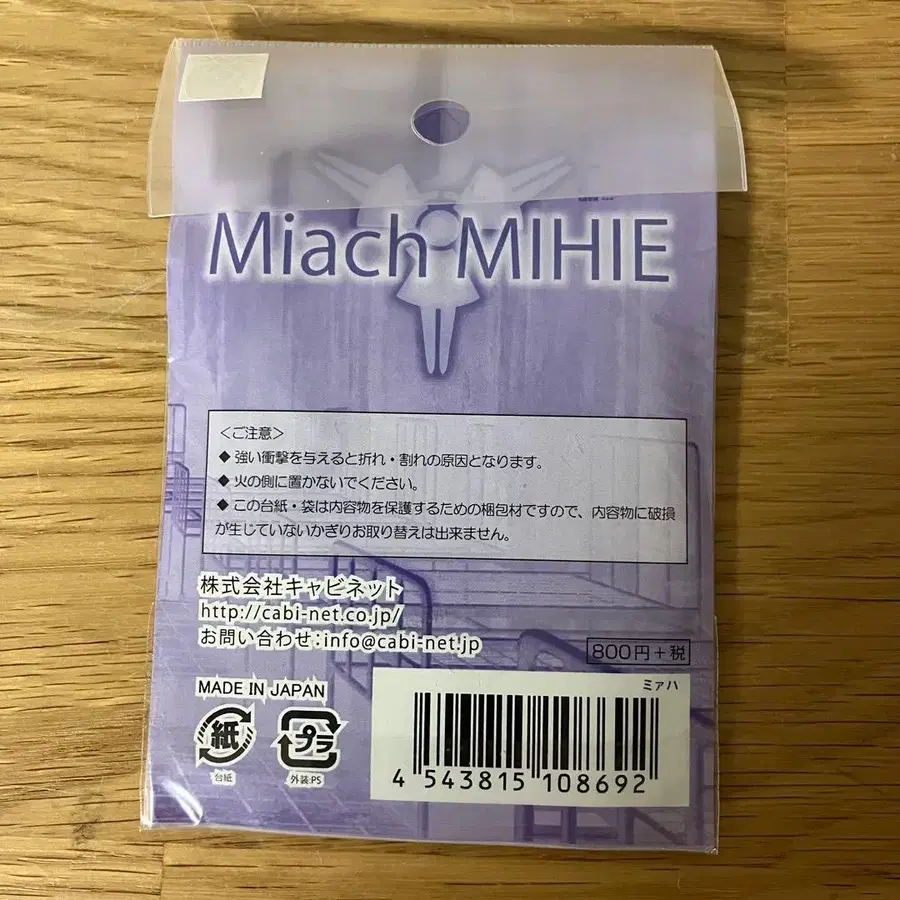 Miach MIHIE
＜ご注意＞
◆ 強い衝撃を与えると折れ・割れの原因となります。
◆ 火の側に置かないでください。
◆ この台紙・袋は内容物を保護するための梱包材ですので、内容物に破損
が生じていないかぎりお取り替えは出来ません。
株式会社キャビネット
http://cabi-net.co.jp/
お問い合わせ：info@cabi-net.jp
800円＋税
MADE IN JAPAN
ミァハ
紙
プラ
台紙
外装:PS
4 543815 108692